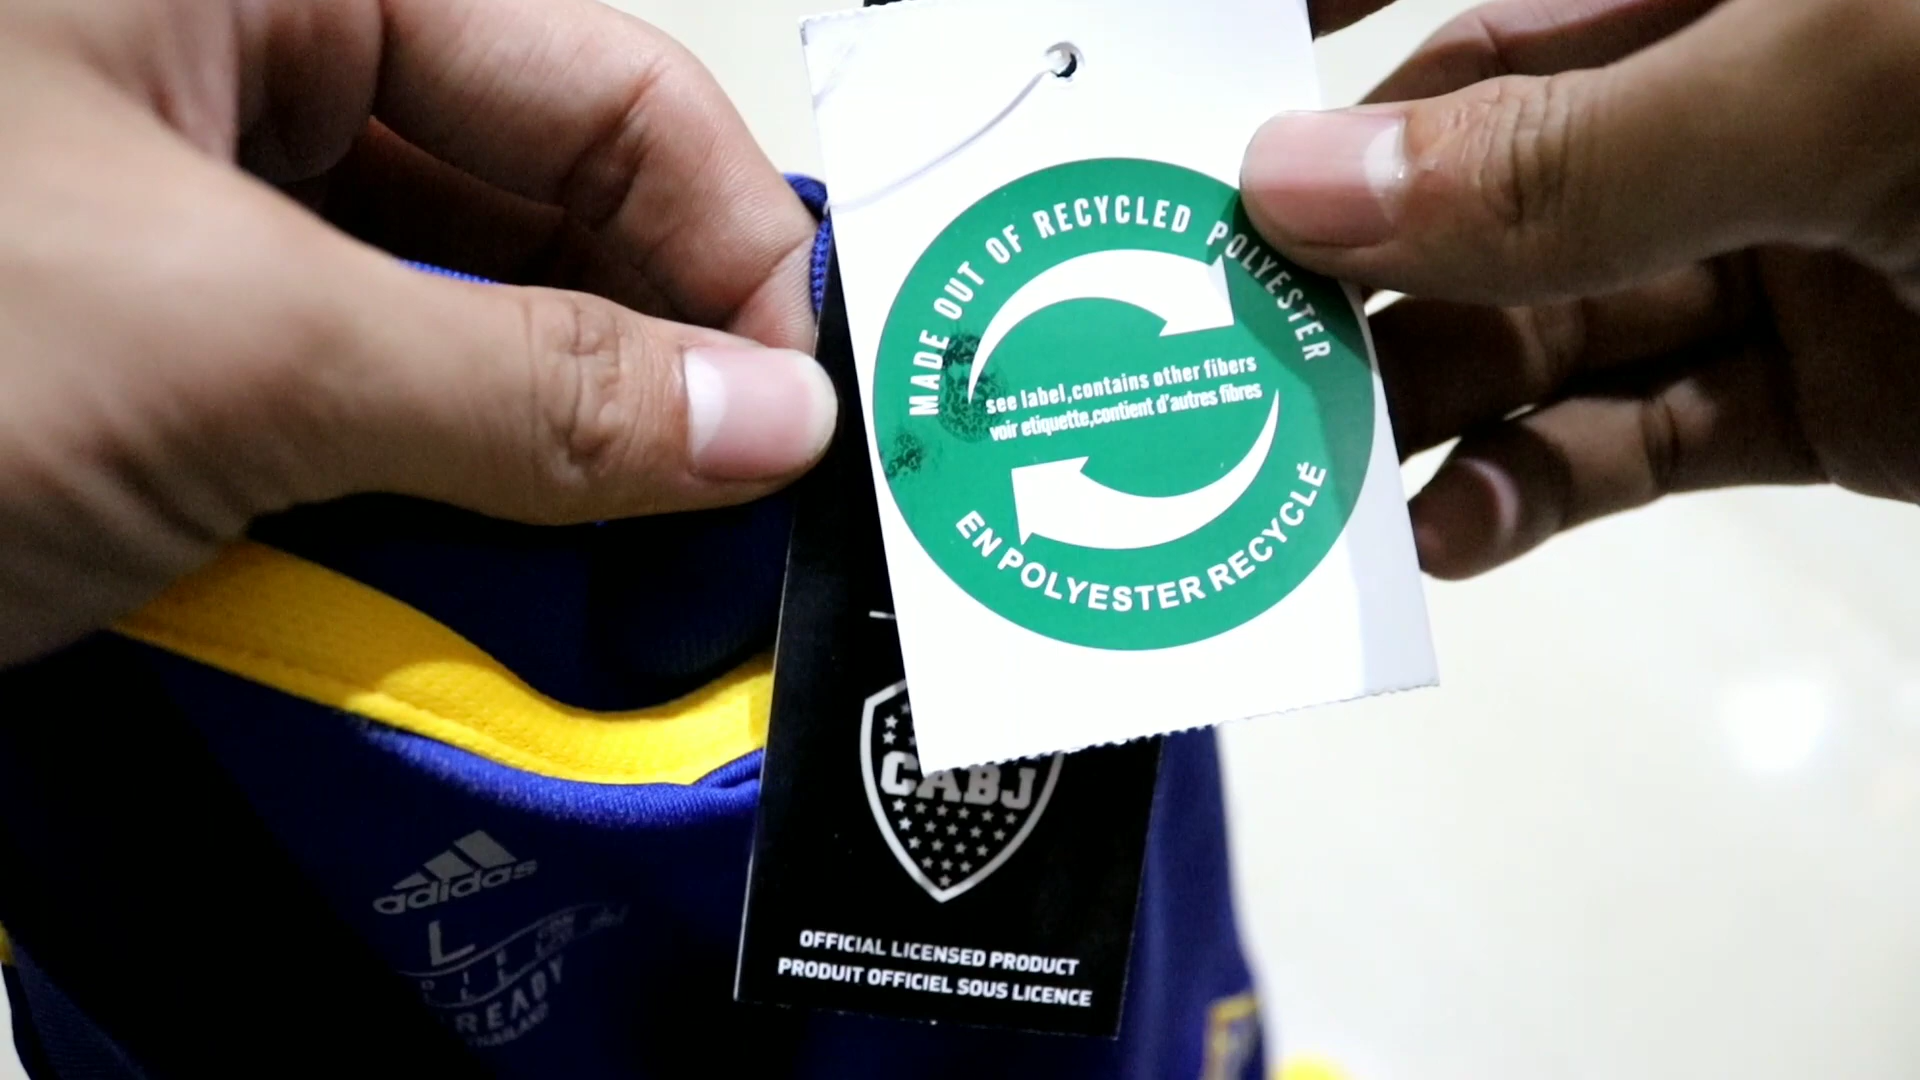 MADE OUT OF RECYCLED POLYESTER
see label,contains other fibers
voir etiquette,contient d'autres fibres
EN POLYESTER RECYCLÉ
CABJ
OFFICIAL LICENSED PRODUCT
PRODUIT OFFICIEL SOUS LICENCE
adidas
L
READY
THAILAND